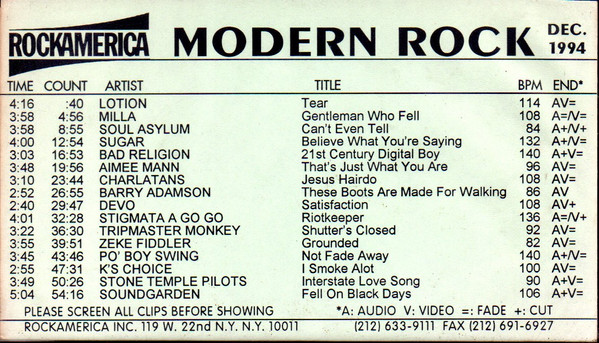 ROCKAMERICA MODERN ROCK DEC. 1994
TIME COUNT ARTIST TITLE BPM END*
4:16 :40 LOTION Tear 114 AV=
3:58 4:56 MILLA Gentleman Who Fell 108 A=/V=
3:58 8:55 SOUL ASYLUM Can't Even Tell 84 A+/V+
4:00 12:54 SUGAR Believe What You're Saying 132 A+/V=
3:03 16:53 BAD RELIGION 21st Century Digital Boy 140 A+V=
3:48 19:56 AIMEE MANN That's Just What You Are 96 AV=
3:10 23:44 CHARLATANS Jesus Hairdo 108 AV=
2:52 26:55 BARRY ADAMSON These Boots Are Made For Walking 86 AV
2:40 29:47 DEVO Satisfaction 108 AV+
4:01 32:28 STIGMATA A GO GO Riotkeeper 136 A=/V+
3:22 36:30 TRIPMASTER MONKEY Shutter's Closed 92 AV=
3:55 39:51 ZEKE FIDDLER Grounded 82 AV=
3:45 43:46 PO' BOY SWING Not Fade Away 140 A+/V=
2:55 47:31 K'S CHOICE I Smoke Alot 100 AV=
3:49 50:26 STONE TEMPLE PILOTS Interstate Love Song 90 A+V=
5:04 54:16 SOUNDGARDEN Fell On Black Days 106 A+V=
PLEASE SCREEN ALL CLIPS BEFORE SHOWING *A: AUDIO V: VIDEO =: FADE +: CUT
ROCKAMERICA INC. 119 W. 22nd N.Y. N.Y. 10011 (212) 633-9111 FAX (212) 691-6927